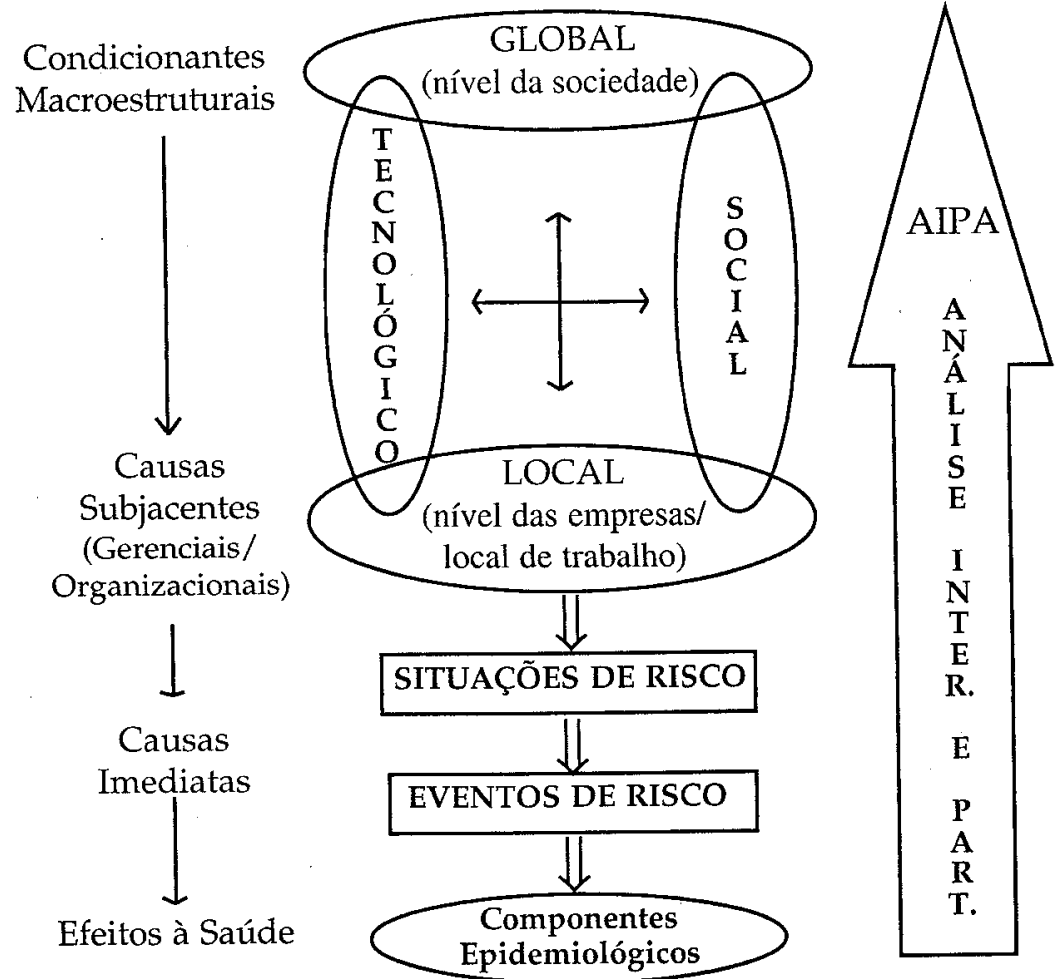 Condicionantes
Macroestruturais
Causas
Subjacentes
(Gerenciais/
Organizacionais)
Causas
Imediatas
Efeitos à Saúde
GLOBAL
(nível da sociedade)
TECNOLÓGICO
SOCIAL
LOCAL
(nível das empresas/
local de trabalho)
SITUAÇÕES DE RISCO
EVENTOS DE RISCO
Componentes
Epidemiológicos
AIPA
ANÁLISE INTER. E PART.